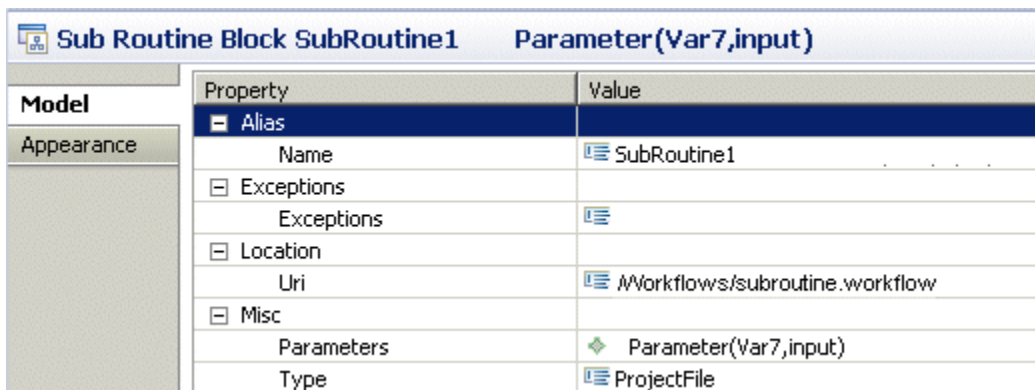 Sub Routine Block SubRoutine1 Parameter(Var7,input)
Model
Appearance
Property Value
Alias
Name SubRoutine1
Exceptions
Exceptions
Location
Uri /Workflows/subroutine.workflow
Misc
Parameters Parameter(Var7,input)
Type ProjectFile